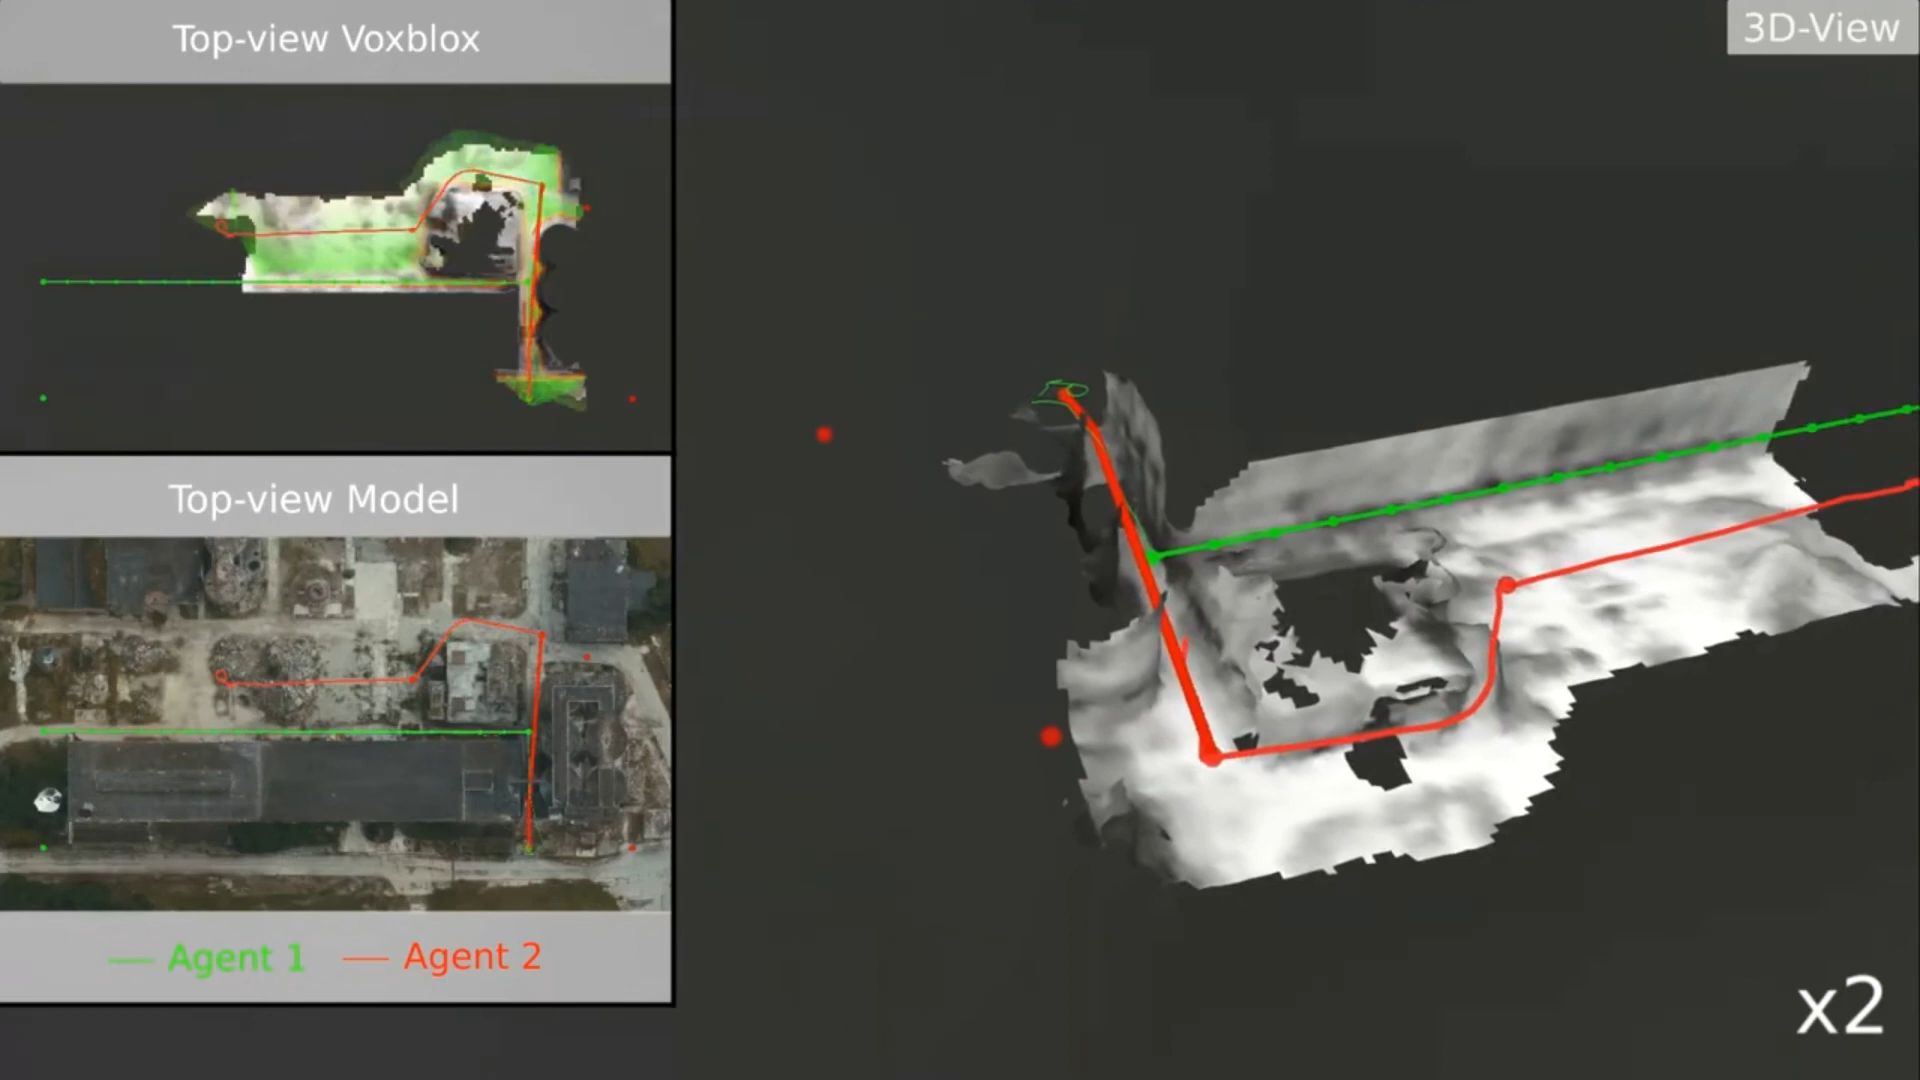 Top-view Voxblox
3D-View
Top-view Model
Agent 1
Agent 2
x2